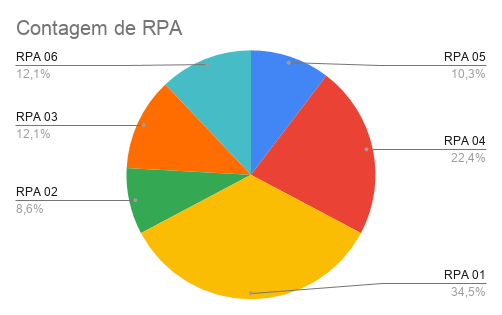 Contagem de RPA
RPA 06
12,1%
RPA 03
12,1%
RPA 02
8,6%
RPA 05
10,3%
RPA 04
22,4%
RPA 01
34,5%